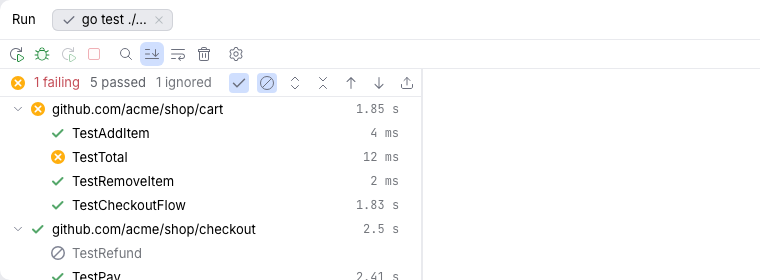 Run go test ./...
1 failing 5 passed 1 ignored
github.com/acme/shop/cart 1.85 s
TestAddItem 4 ms
TestTotal 12 ms
TestRemoveItem 2 ms
TestCheckoutFlow 1.83 s
github.com/acme/shop/checkout 2.5 s
TestRefund
TestPay 2.41 s